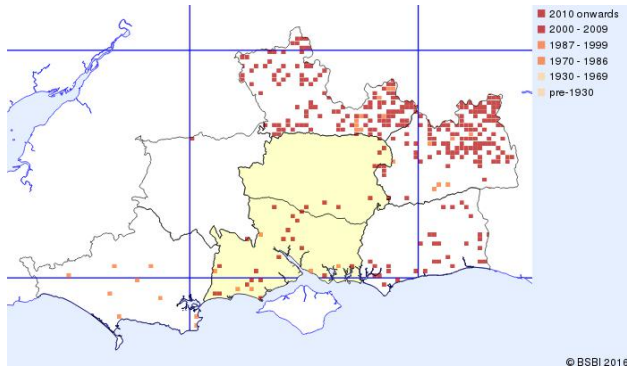 2010 onwards
2000 - 2009
1987 - 1999
1970 - 1986
1930 - 1969
pre-1930
© BSBI 2016